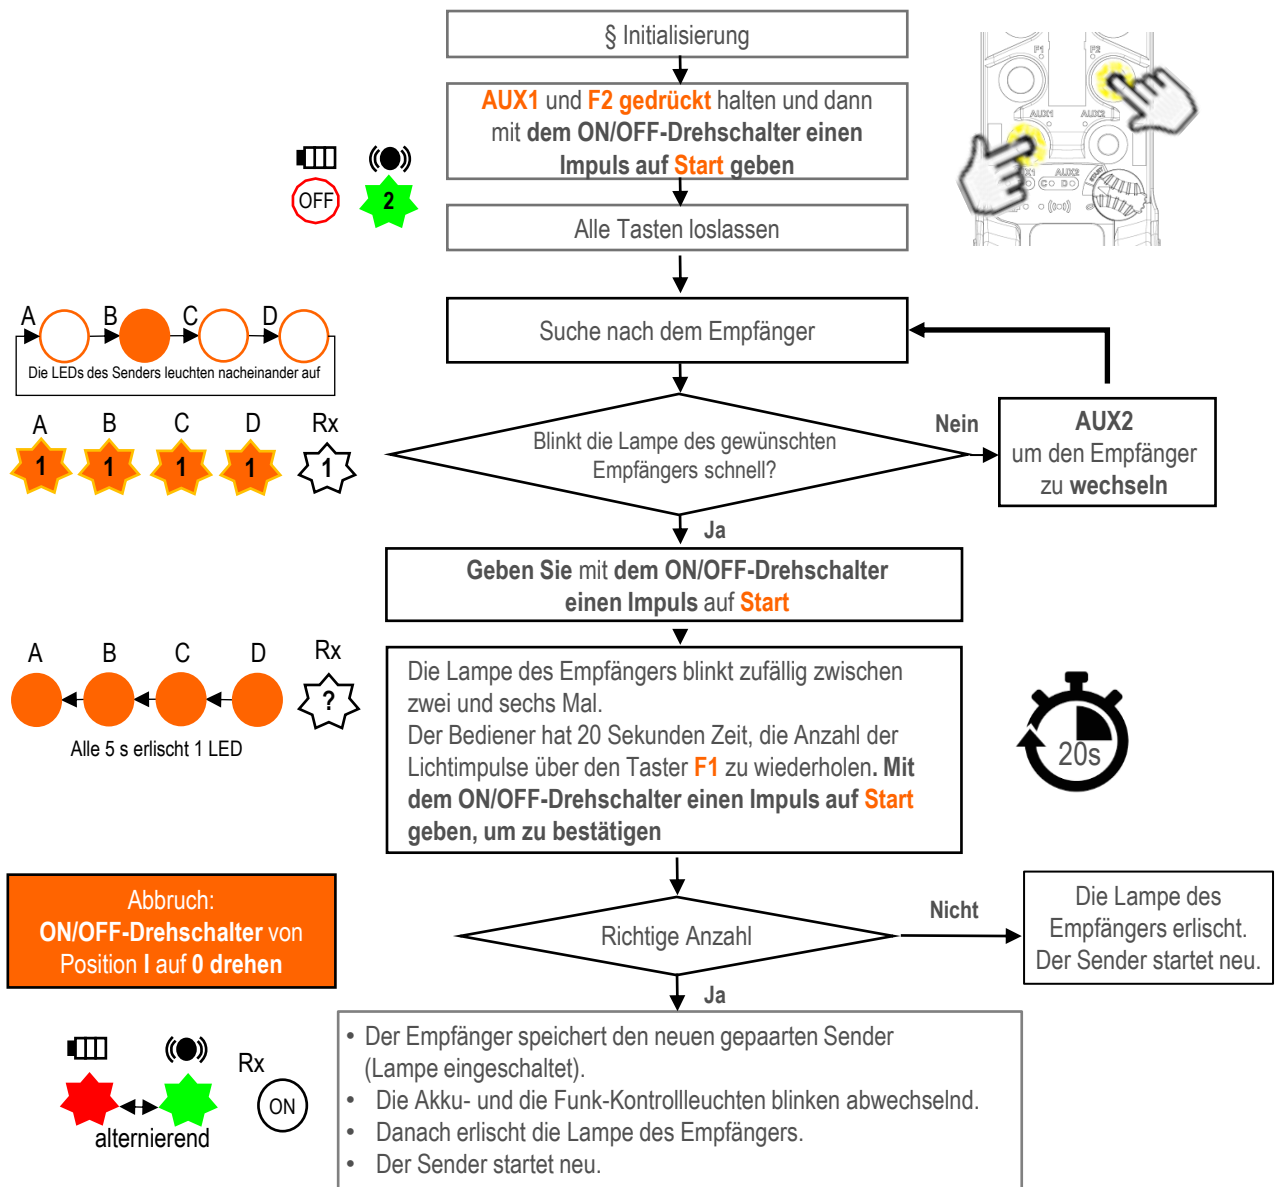 § Initialisierung
AUX1 und F2 gedrückt halten und dann
mit dem ON/OFF-Drehschalter einen
Impuls auf Start geben
OFF
2
F1
F2
AUX1
AUX2
AUX2
C
D
Alle Tasten loslassen
A
B
C
D
Die LEDs des Senders leuchten nacheinander auf
Suche nach dem Empfänger
A
B
C
D
Rx
1
1
1
1
1
Blinkt die Lampe des gewünschten
Empfängers schnell?
Nein
AUX2
um den Empfänger
zu wechseln
Ja
Geben Sie mit dem ON/OFF-Drehschalter
einen Impuls auf Start
A
B
C
D
Rx
?
Alle 5 s erlischt 1 LED
Die Lampe des Empfängers blinkt zufällig zwischen
zwei und sechs Mal.
Der Bediener hat 20 Sekunden Zeit, die Anzahl der
Lichtimpulse über den Taster F1 zu wiederholen. Mit
dem ON/OFF-Drehschalter einen Impuls auf Start
geben, um zu bestätigen
20s
Abbruch:
ON/OFF-Drehschalter von
Position I auf 0 drehen
Richtige Anzahl
Nicht
Die Lampe des
Empfängers erlischt.
Der Sender startet neu.
Ja
Rx
ON
alternierend
• Der Empfänger speichert den neuen gepaarten Sender
(Lampe eingeschaltet).
• Die Akku- und die Funk-Kontrollleuchten blinken abwechselnd.
• Danach erlischt die Lampe des Empfängers.
• Der Sender startet neu.